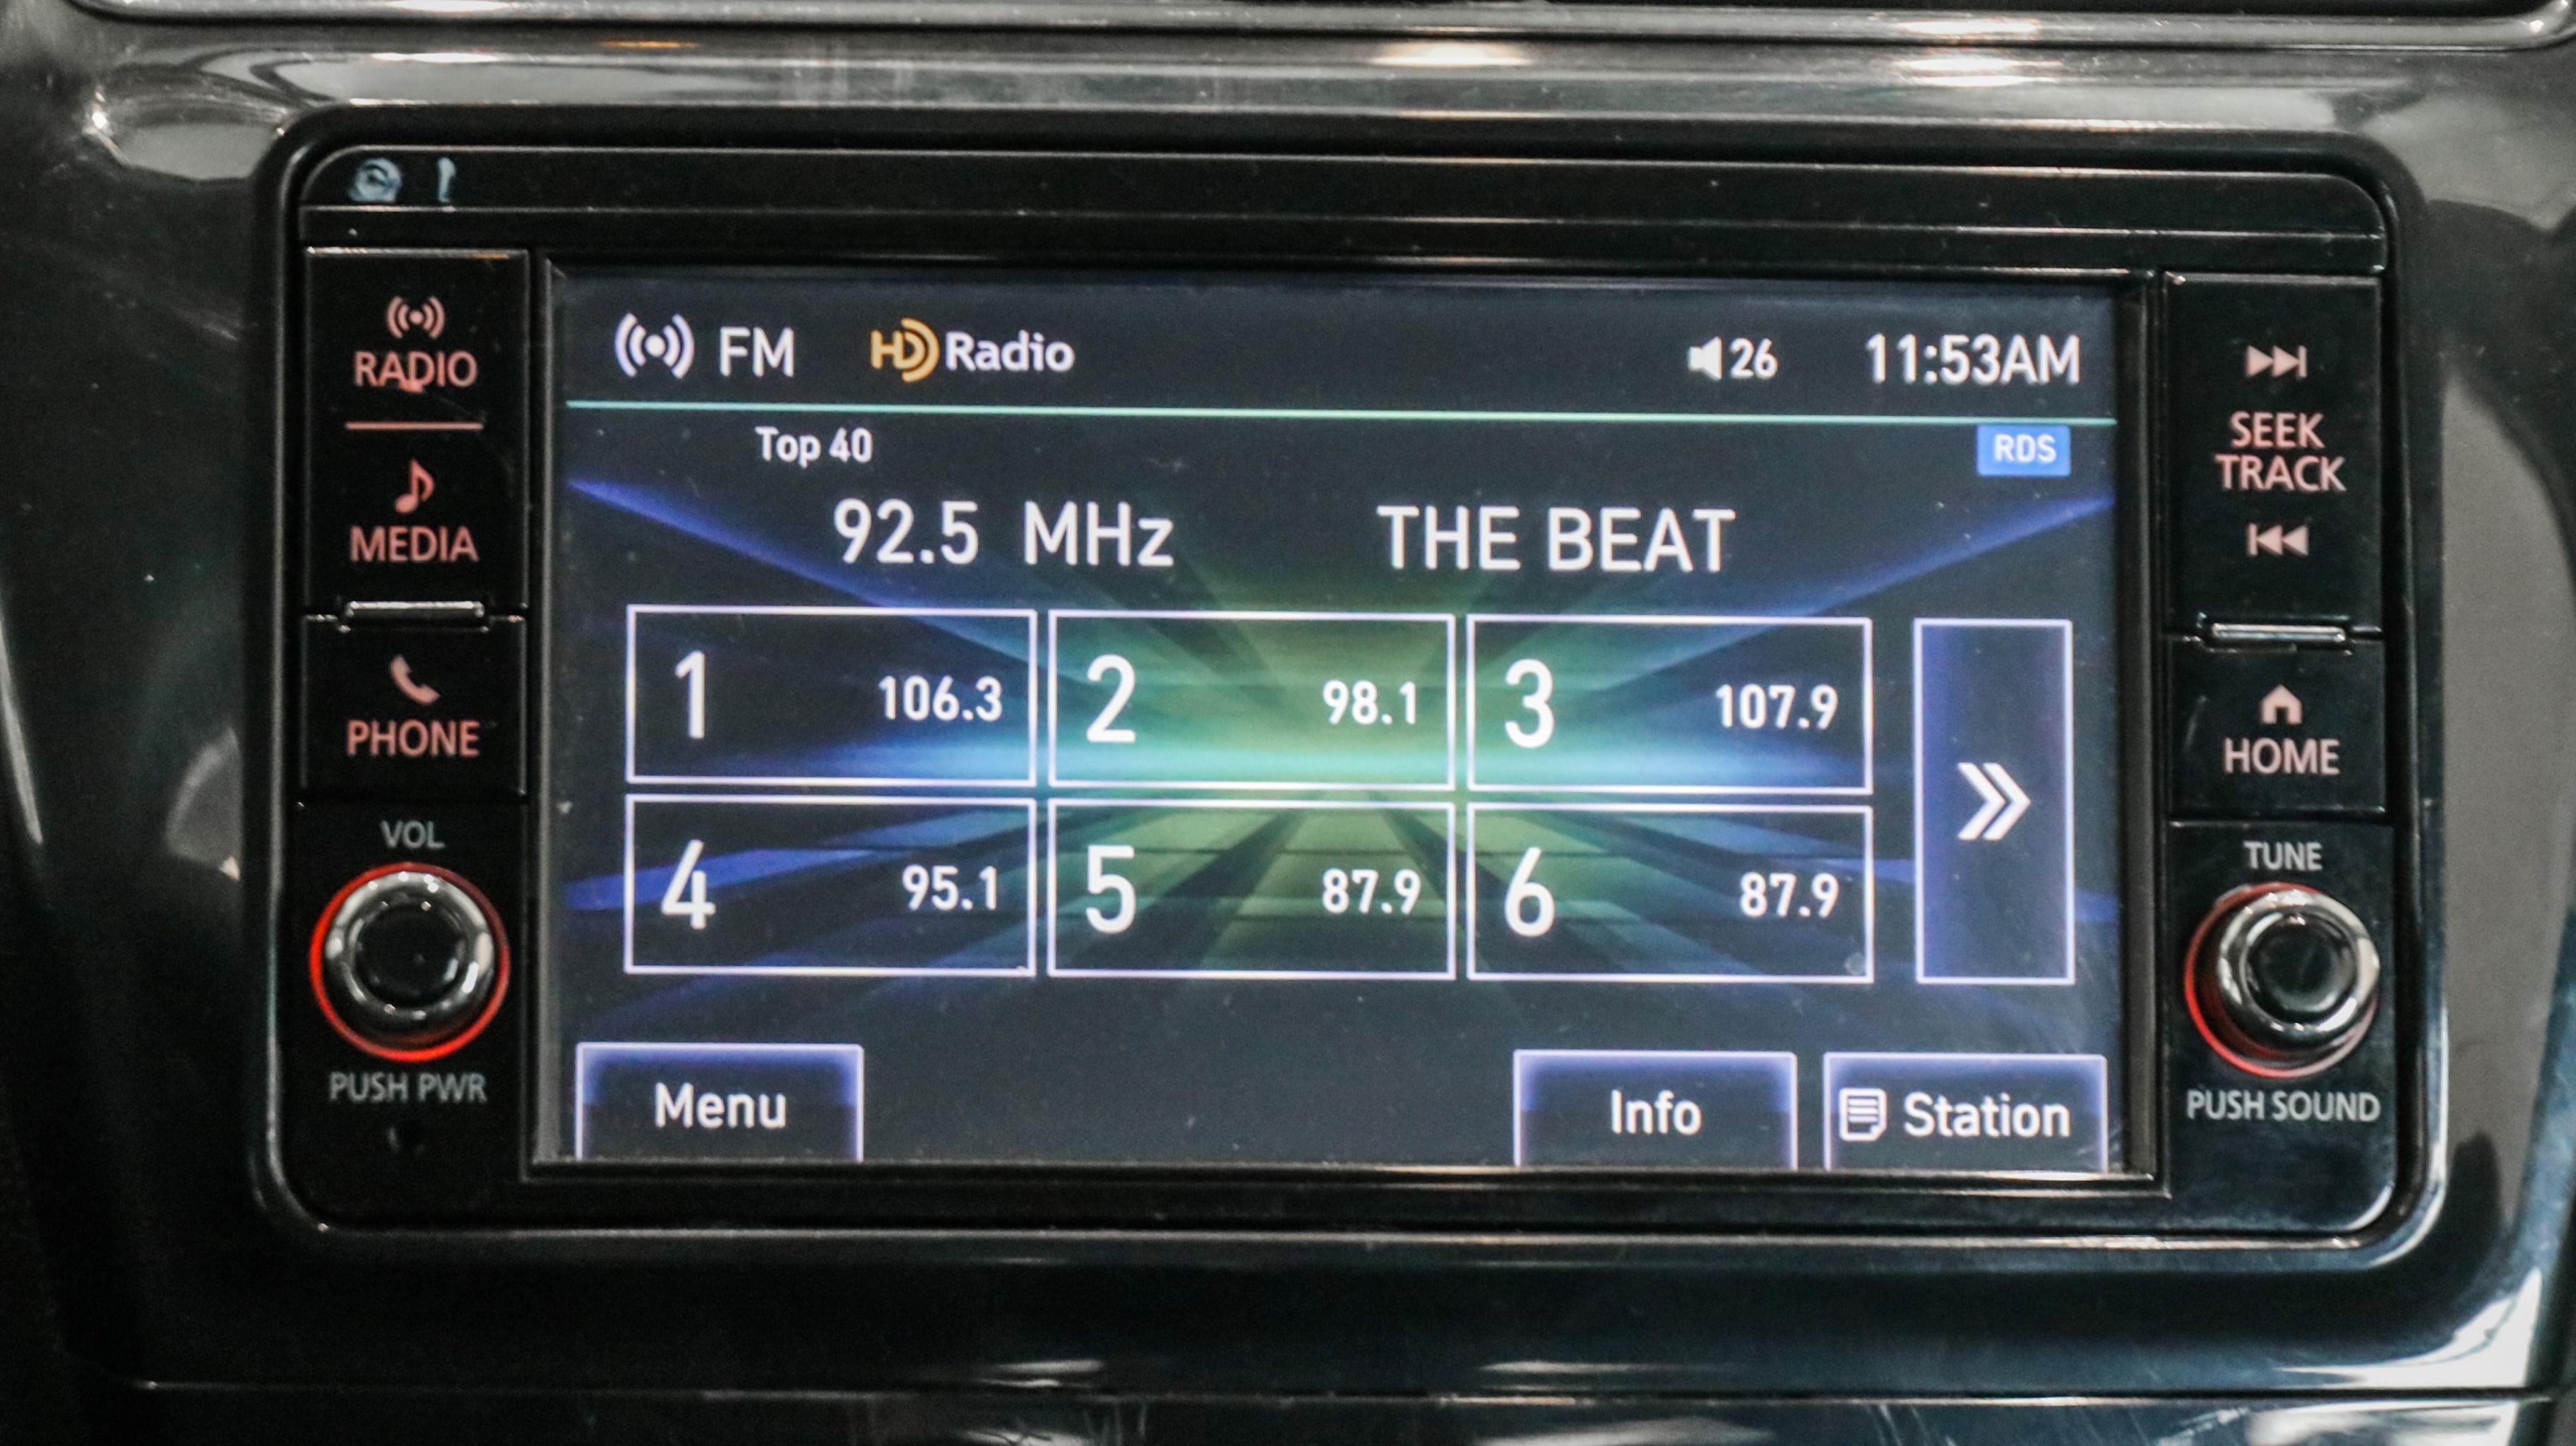 RADIO
MEDIA
PHONE
VOL
PUSH PWR
FM HD Radio 26 11:53AM
Top 40 RDS
92.5 MHz THE BEAT
1 106.3 2 98.1 3 107.9
4 95.1 5 87.9 6 87.9
Menu Info Station
SEEK
TRACK
HOME
TUNE
PUSH SOUND